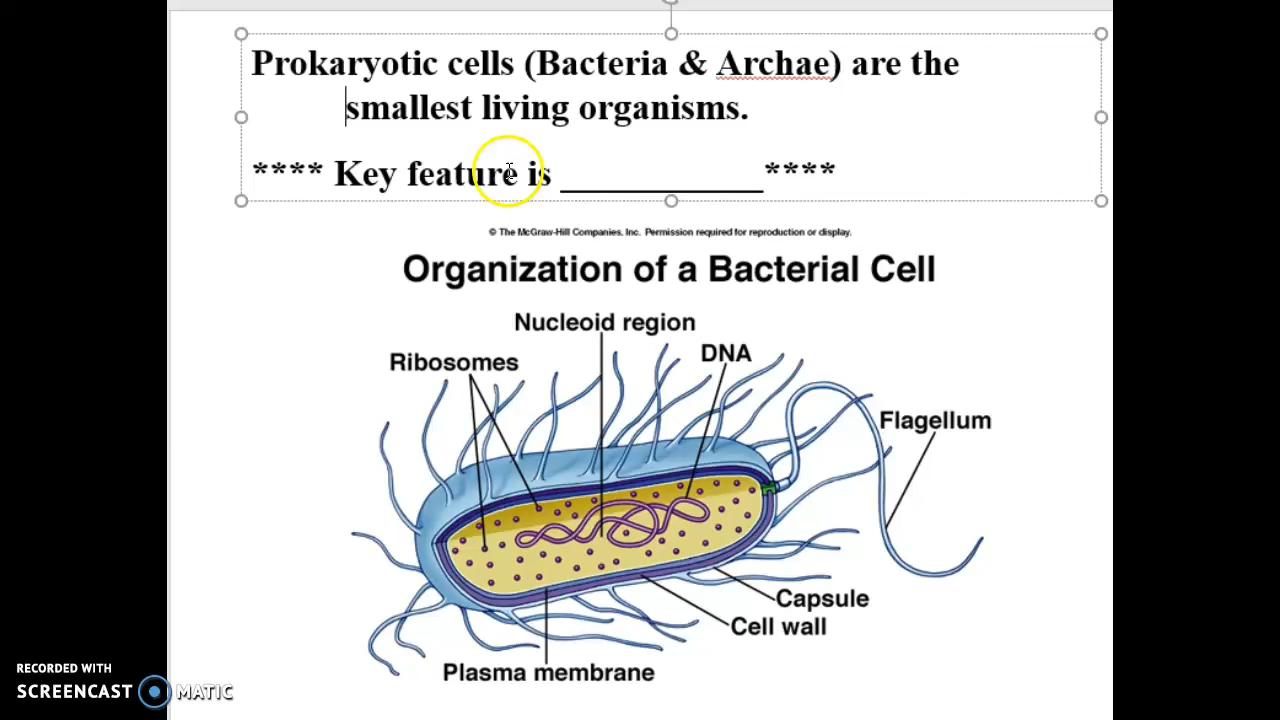 Prokaryotic cells (Bacteria & Archae) are the
smallest living organisms.
**** Key feature is ___________****
© The McGraw-Hill Companies, Inc. Permission required for reproduction or display.
Organization of a Bacterial Cell
Nucleoid region
DNA
Ribosomes
Flagellum
Capsule
Cell wall
Plasma membrane
RECORDED WITH
SCREENCAST MATIC